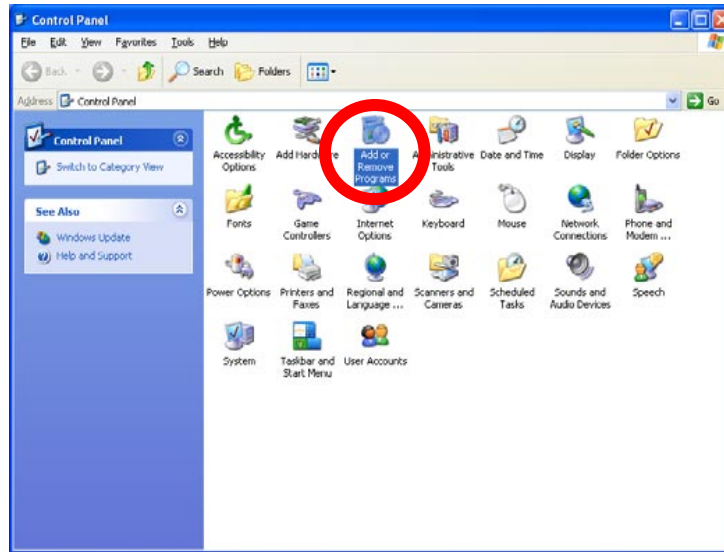 Control Panel
File Edit View Favorites Tools Help
Back Search Folders
Address Control Panel Go
Control Panel
Switch to Category View
See Also
Windows Update
Help and Support
Accessibility Options
Add Hardware
Add or Remove Programs
Administrative Tools
Date and Time
Display
Folder Options
Fonts
Game Controllers
Internet Options
Keyboard
Mouse
Network Connections
Phone and Modem ...
Power Options
Printers and Faxes
Regional and Language ...
Scanners and Cameras
Scheduled Tasks
Sounds and Audio Devices
Speech
System
Taskbar and Start Menu
User Accounts